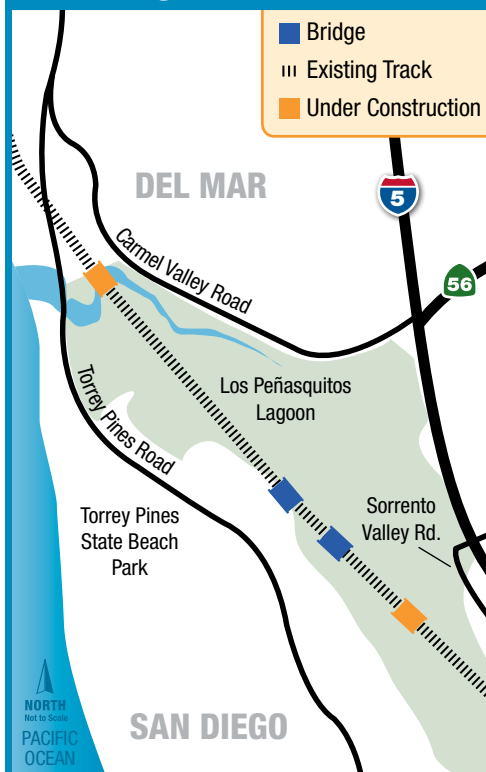 Bridge
Existing Track
Under Construction
DEL MAR
5
Carmel Valley Road
56
Los Peñasquitos
Lagoon
Torrey Pines Road
Sorrento
Valley Rd.
Torrey Pines
State Beach
Park
NORTH
Not to Scale
SAN DIEGO
PACIFIC
OCEAN